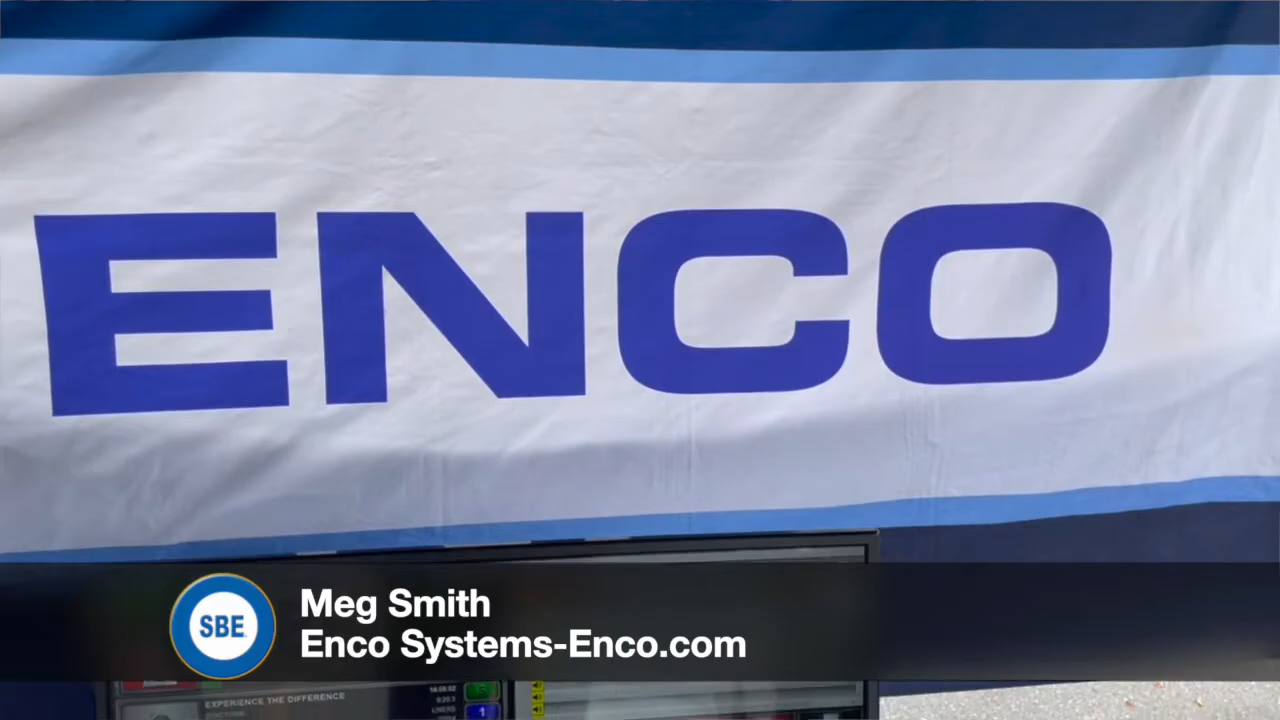 ENCO
SBE
Meg Smith
Enco Systems-Enco.com
EXPERIENCE THE DIFFERENCE
1